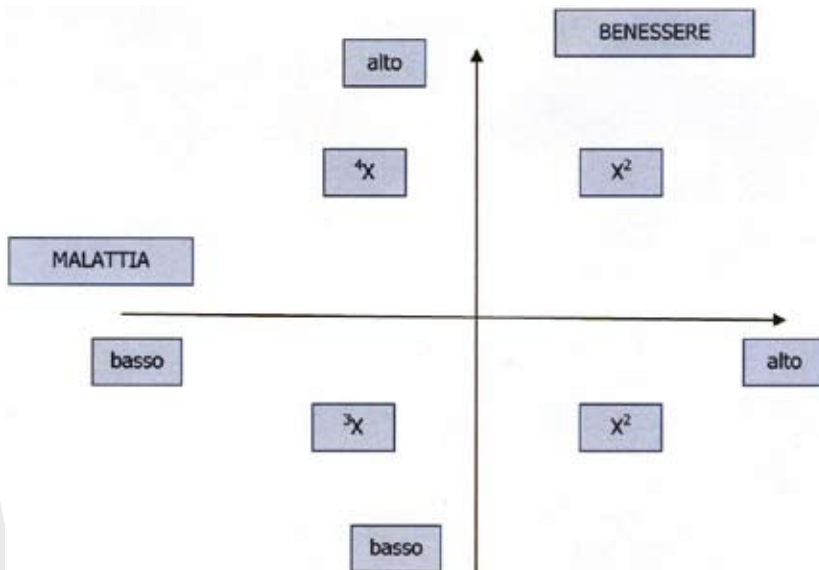 BENESSERE
alto
⁴X
X²
MALATTIA
basso
alto
³X
X²
basso